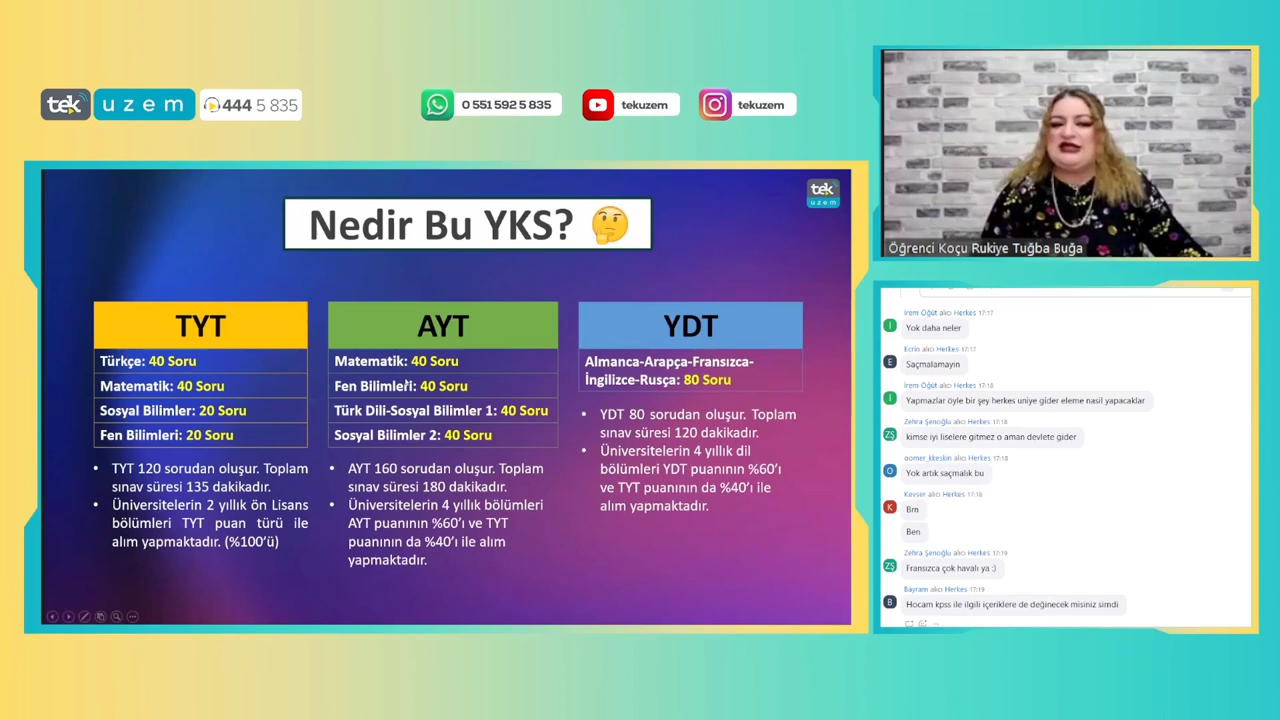 tek uzem 444 5 835
0 551 592 5 835
tekuzem
tekuzem
tek
uzem
Nedir Bu YKS? 🤔
TYT
Türkçe: 40 Soru
Matematik: 40 Soru
Sosyal Bilimler: 20 Soru
Fen Bilimleri: 20 Soru
• TYT 120 sorudan oluşur. Toplam
sınav süresi 135 dakikadır.
• Üniversitelerin 2 yıllık ön Lisans
bölümleri TYT puan türü ile
alım yapmaktadır. (%100’ü)
AYT
Matematik: 40 Soru
Fen Bilimleri: 40 Soru
Türk Dili-Sosyal Bilimler 1: 40 Soru
Sosyal Bilimler 2: 40 Soru
• AYT 160 sorudan oluşur. Toplam
sınav süresi 180 dakikadır.
• Üniversitelerin 4 yıllık bölümleri
AYT puanının %60’ı ve TYT
puanının da %40’ı ile alım
yapmaktadır.
YDT
Almanca-Arapça-Fransızca-
İngilizce-Rusça: 80 Soru
• YDT 80 sorudan oluşur. Toplam
sınav süresi 120 dakikadır.
• Üniversitelerin 4 yıllık dil
bölümleri YDT puanının %60’ı
ve TYT puanının da %40’ı ile
alım yapmaktadır.
Öğrenci Koçu Rukiye Tuğba Buğa
İrem Öğüt alıcı Herkes 17:17
I Yok daha neler
Ecrin alıcı Herkes 17:17
E Saçmalamayin
İrem Öğüt alıcı Herkes 17:18
I Yapmazlar öyle bir şey herkes uniye gider eleme nasil yapacaklar
Zehra Şenoğlu alıcı Herkes 17:18
ZŞ kimse iyi liselere gitmez o aman devlete gider
oomer_kkeskin alıcı Herkes 17:18
O Yok artık saçmalık bu
Kevser alıcı Herkes 17:18
K Brn
Ben
Zehra Şenoğlu alıcı Herkes 17:19
ZŞ Fransızca çok havalı ya :)
Bayram alıcı Herkes 17:19
B Hocam kpss ile ilgili içeriklere de değinecek misiniz simdi